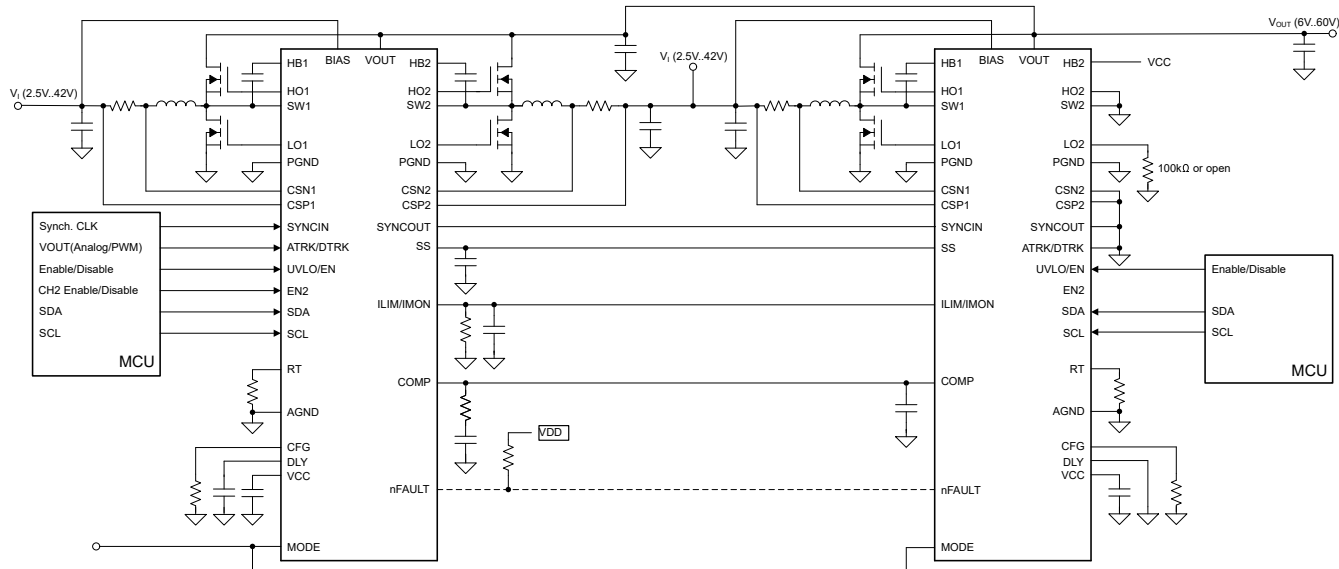 VOUT (6V..60V)
VI (2.5V..42V)
VI (2.5V..42V)
HB1
BIAS
VOUT
HB2
HO1
HO2
SW1
SW2
LO1
LO2
PGND
PGND
CSN1
CSN2
CSP1
CSP2
SYNCIN
SYNCOUT
ATRK/DTRK
SS
UVLO/EN
EN2
ILIM/IMON
SDA
SCL
RT
COMP
AGND
CFG
DLY
VCC
nFAULT
MODE
Synch. CLK
VOUT(Analog/PWM)
Enable/Disable
CH2 Enable/Disable
SDA
SCL
MCU
VDD
HB1
BIAS
VOUT
HB2
VCC
HO1
HO2
SW1
SW2
LO1
LO2
100kΩ or open
PGND
PGND
CSN1
CSN2
CSP1
CSP2
SYNCIN
SYNCOUT
SS
ATRK/DTRK
UVLO/EN
EN2
ILIM/IMON
SDA
SCL
RT
COMP
AGND
CFG
DLY
VCC
nFAULT
MODE
Enable/Disable
SDA
SCL
MCU